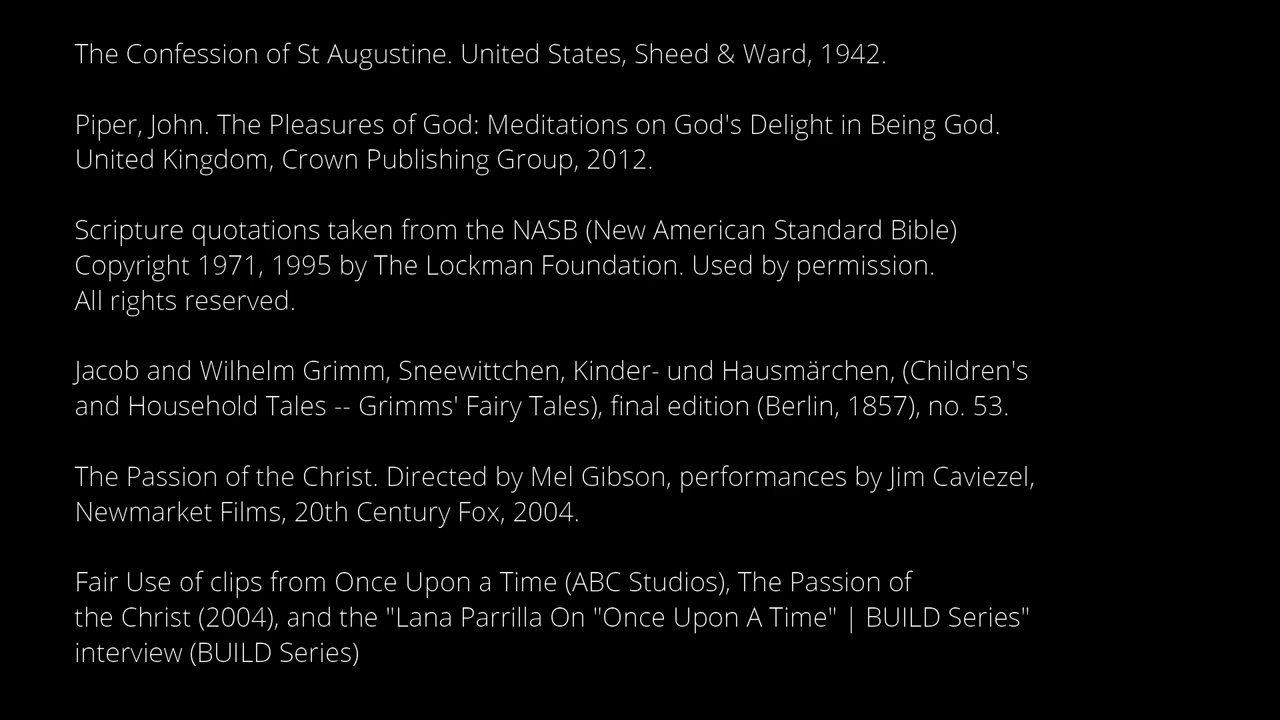 The Confession of St Augustine. United States, Sheed & Ward, 1942.
Piper, John. The Pleasures of God: Meditations on God's Delight in Being God.
United Kingdom, Crown Publishing Group, 2012.
Scripture quotations taken from the NASB (New American Standard Bible)
Copyright 1971, 1995 by The Lockman Foundation. Used by permission.
All rights reserved.
Jacob and Wilhelm Grimm, Sneewittchen, Kinder- und Hausmärchen, (Children's
and Household Tales -- Grimms' Fairy Tales), final edition (Berlin, 1857), no. 53.
The Passion of the Christ. Directed by Mel Gibson, performances by Jim Caviezel,
Newmarket Films, 20th Century Fox, 2004.
Fair Use of clips from Once Upon a Time (ABC Studios), The Passion of
the Christ (2004), and the "Lana Parrilla On "Once Upon A Time" | BUILD Series"
interview (BUILD Series)